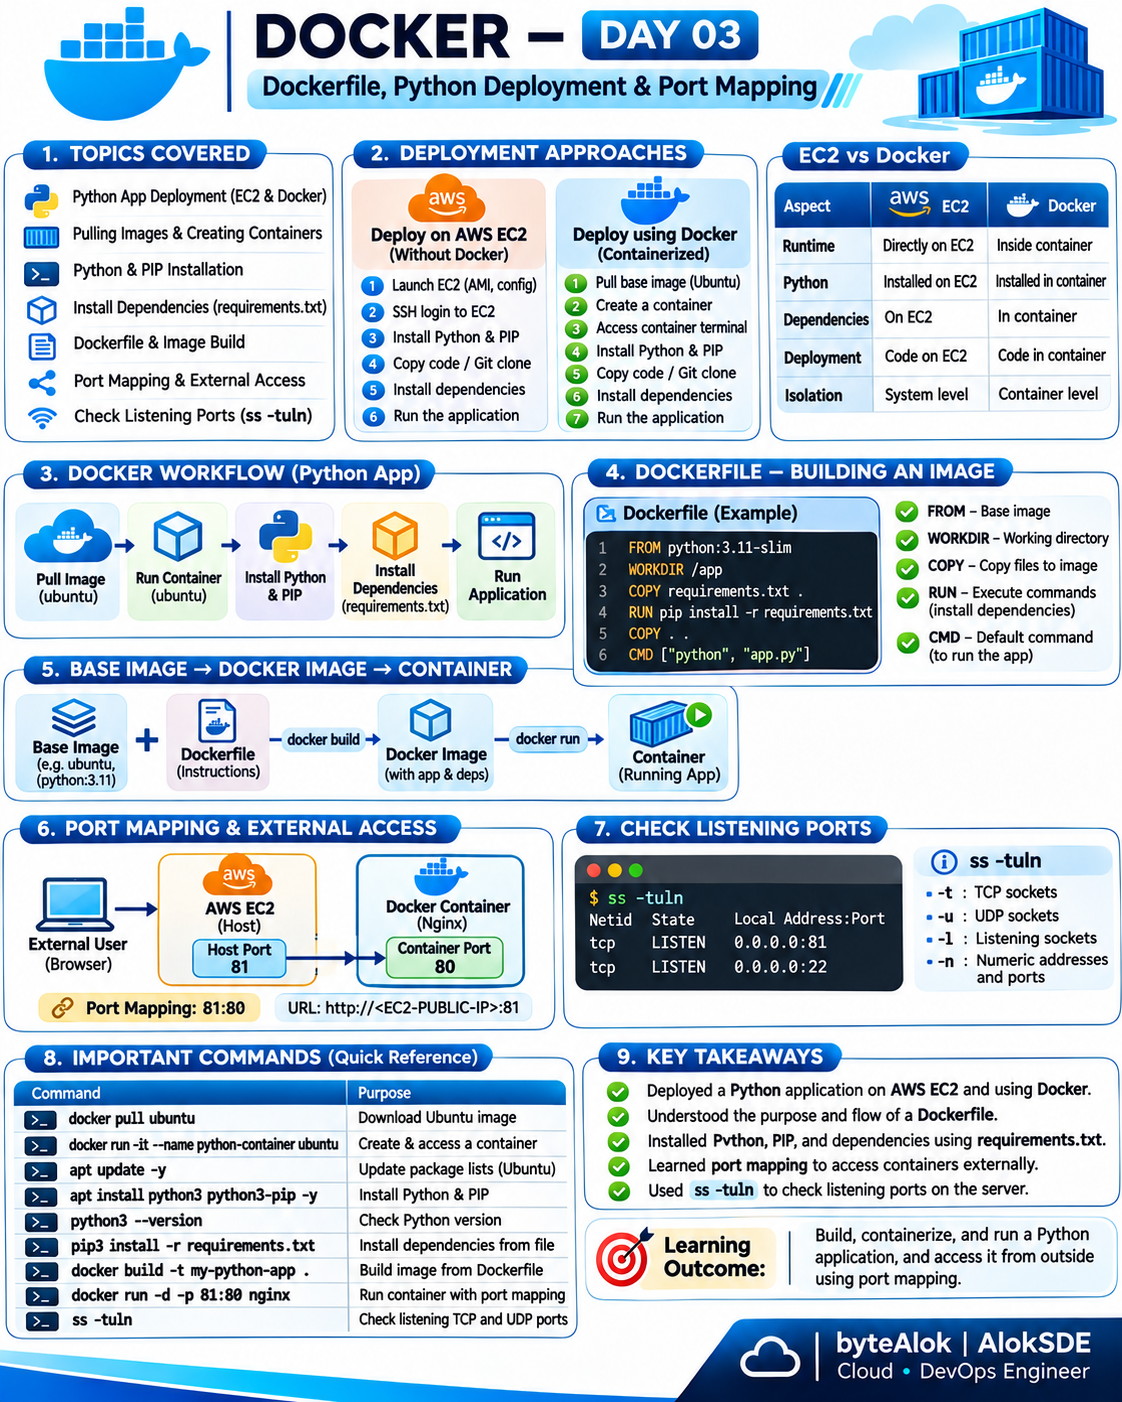 DOCKER – DAY 03
Dockerfile, Python Deployment & Port Mapping
1. TOPICS COVERED
Python App Deployment (EC2 & Docker)
Pulling Images & Creating Containers
>_ Python & PIP Installation
Install Dependencies (requirements.txt)
Dockerfile & Image Build
Port Mapping & External Access
Check Listening Ports (ss -tuln)
2. DEPLOYMENT APPROACHES
aws
Deploy on AWS EC2
(Without Docker)
1 Launch EC2 (AMI, config)
2 SSH login to EC2
3 Install Python & PIP
4 Copy code / Git clone
5 Install dependencies
6 Run the application
Deploy using Docker
(Containerized)
1 Pull base image (Ubuntu)
2 Create a container
3 Access container terminal
4 Install Python & PIP
5 Copy code / Git clone
6 Install dependencies
7 Run the application
EC2 vs Docker
Aspect aws EC2 Docker
Runtime Directly on EC2 Inside container
Python Installed on EC2 Installed in container
Dependencies On EC2 In container
Deployment Code on EC2 Code in container
Isolation System level Container level
3. DOCKER WORKFLOW (Python App)
Pull Image
(ubuntu)
Run Container
(ubuntu)
Install Python
& PIP
Install
Dependencies
(requirements.txt)
</>
Run
Application
4. DOCKERFILE – BUILDING AN IMAGE
Dockerfile (Example)
1 FROM python:3.11-slim
2 WORKDIR /app
3 COPY requirements.txt .
4 RUN pip install -r requirements.txt
5 COPY . .
6 CMD ["python", "app.py"]
FROM – Base image
WORKDIR – Working directory
COPY – Copy files to image
RUN – Execute commands
(install dependencies)
CMD – Default command
(to run the app)
5. BASE IMAGE → DOCKER IMAGE → CONTAINER
Base Image
(e.g. ubuntu,
(python:3.11)
+
Dockerfile
(Instructions)
docker build
Docker Image
(with app & deps)
docker run
Container
(Running App)
6. PORT MAPPING & EXTERNAL ACCESS
External User
(Browser)
aws
AWS EC2
(Host)
Host Port
81
Docker Container
(Nginx)
Container Port
80
Port Mapping: 81:80
URL: http://<EC2-PUBLIC-IP>:81
7. CHECK LISTENING PORTS
$ ss -tuln
Netid State Local Address:Port
tcp LISTEN 0.0.0.0:81
tcp LISTEN 0.0.0.0:22
i ss -tuln
-t : TCP sockets
-u : UDP sockets
-l : Listening sockets
-n : Numeric addresses
and ports
8. IMPORTANT COMMANDS (Quick Reference)
Command Purpose
>_ docker pull ubuntu Download Ubuntu image
>_ docker run -it --name python-container ubuntu Create & access a container
>_ apt update -y Update package lists (Ubuntu)
>_ apt install python3 python3-pip -y Install Python & PIP
>_ python3 --version Check Python version
>_ pip3 install -r requirements.txt Install dependencies from file
>_ docker build -t my-python-app . Build image from Dockerfile
>_ docker run -d -p 81:80 nginx Run container with port mapping
>_ ss -tuln Check listening TCP and UDP ports
9. KEY TAKEAWAYS
Deployed a Python application on AWS EC2 and using Docker.
Understood the purpose and flow of a Dockerfile.
Installed Python, PIP, and dependencies using requirements.txt.
Learned port mapping to access containers externally.
Used ss -tuln to check listening ports on the server.
Learning
Outcome:
Build, containerize, and run a Python
application, and access it from outside
using port mapping.
byteAlok | AlokSDE
Cloud • DevOps Engineer